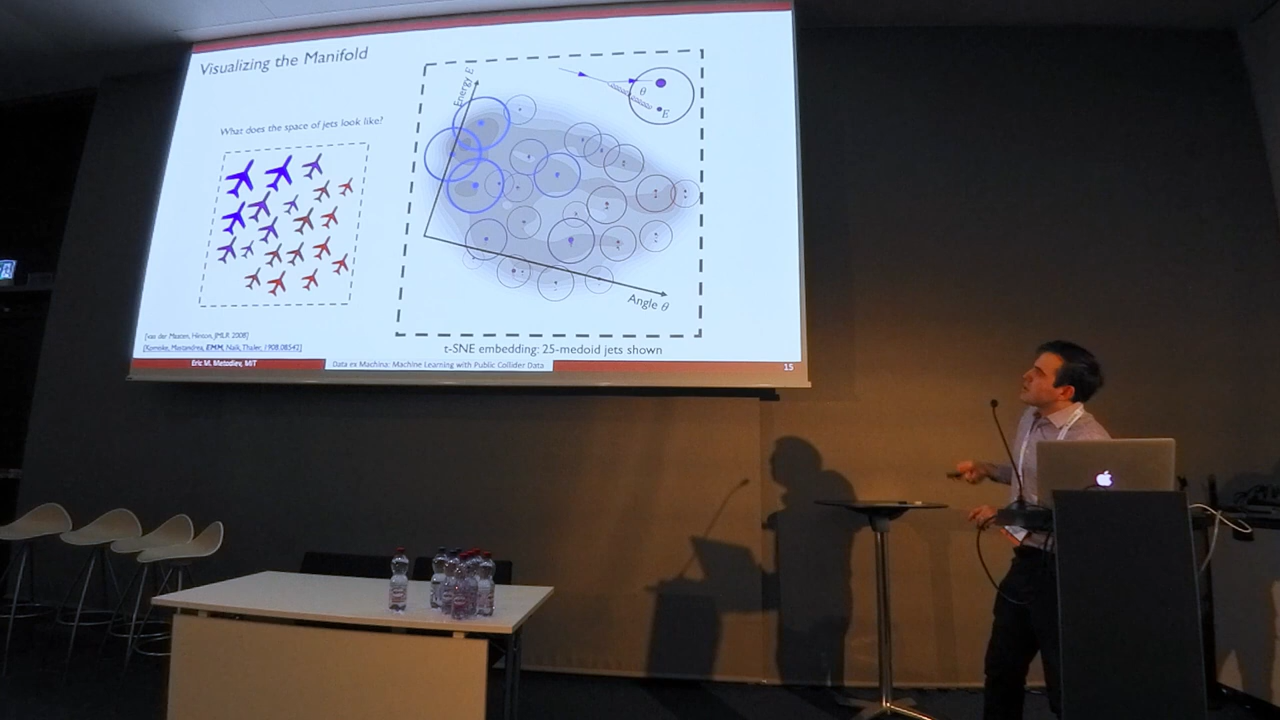 Visualizing the Manifold
What does the space of jets look like?
Energy E
θ
E
Angle θ
t-SNE embedding: 25-medoid jets shown
[van der Maaten, Hinton, JMLR 2008]
[Komiske, Mastandrea, EMM, Naik, Thaler, 1908.08542]
Eric M. Metodiev, MIT
Data ex Machina: Machine Learning with Public Collider Data
15